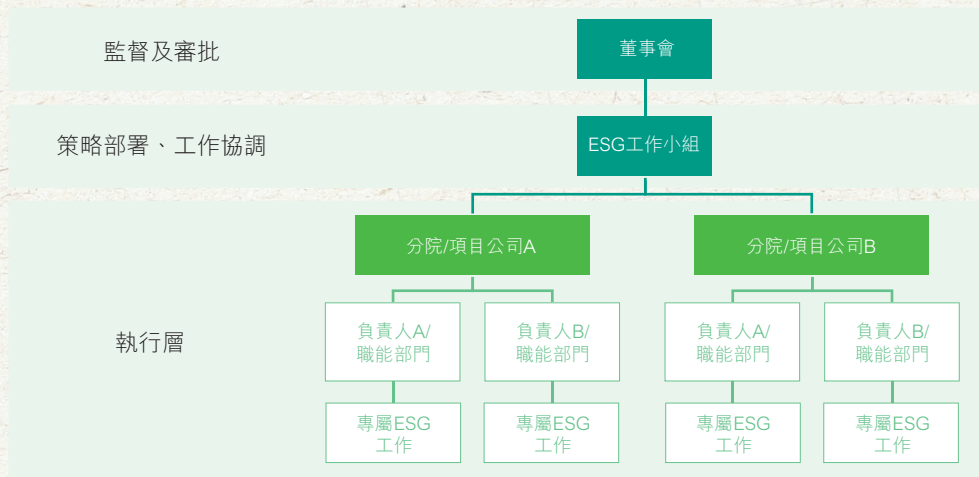 監督及審批
董事會
策略部署、工作協調
ESG工作小組
分院/項目公司A
分院/項目公司B
執行層
負責人A/
職能部門
負責人B/
職能部門
負責人A/
職能部門
負責人B/
職能部門
專屬ESG
工作
專屬ESG
工作
專屬ESG
工作
專屬ESG
工作